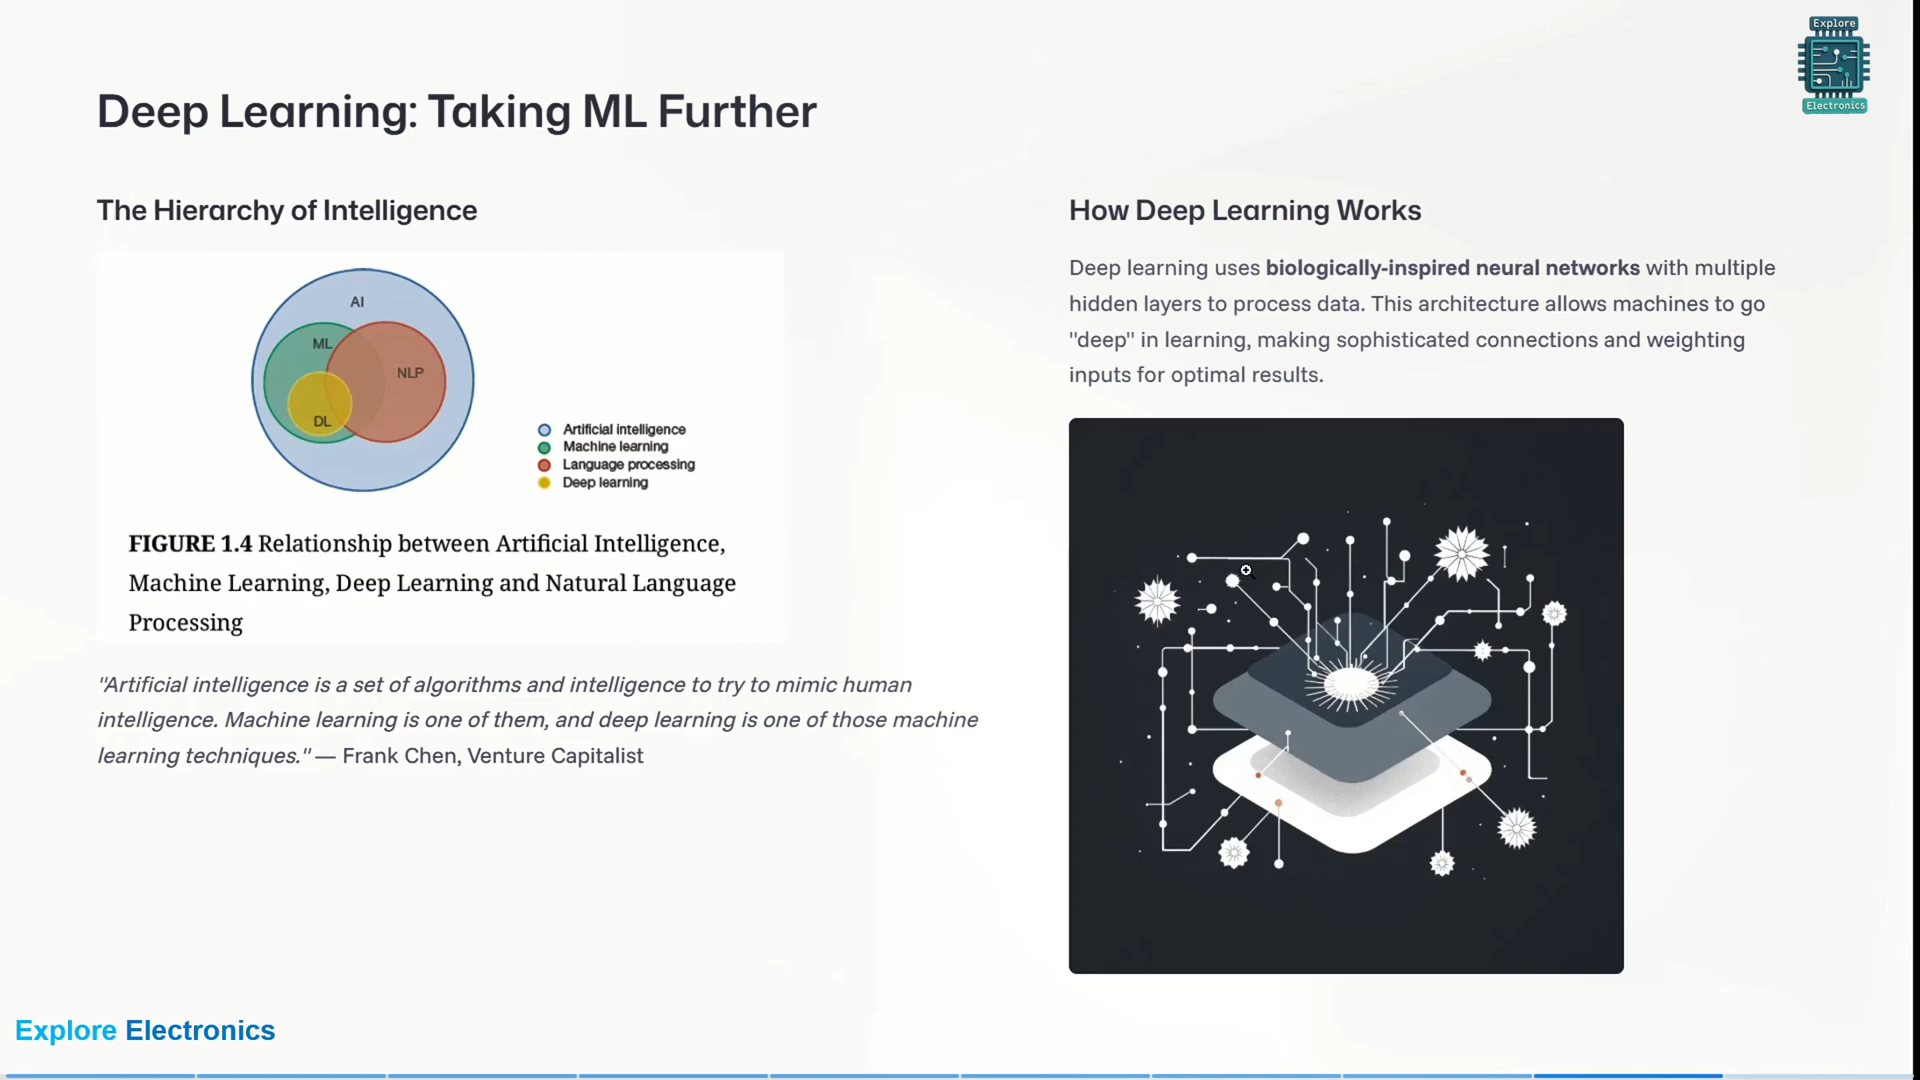 Explore
Electronics
Deep Learning: Taking ML Further
The Hierarchy of Intelligence
AI
ML
NLP
DL
Artificial intelligence
Machine learning
Language processing
Deep learning
FIGURE 1.4 Relationship between Artificial Intelligence,
Machine Learning, Deep Learning and Natural Language
Processing
"Artificial intelligence is a set of algorithms and intelligence to try to mimic human
intelligence. Machine learning is one of them, and deep learning is one of those machine
learning techniques." — Frank Chen, Venture Capitalist
How Deep Learning Works
Deep learning uses biologically-inspired neural networks with multiple
hidden layers to process data. This architecture allows machines to go
"deep" in learning, making sophisticated connections and weighting
inputs for optimal results.
Explore Electronics